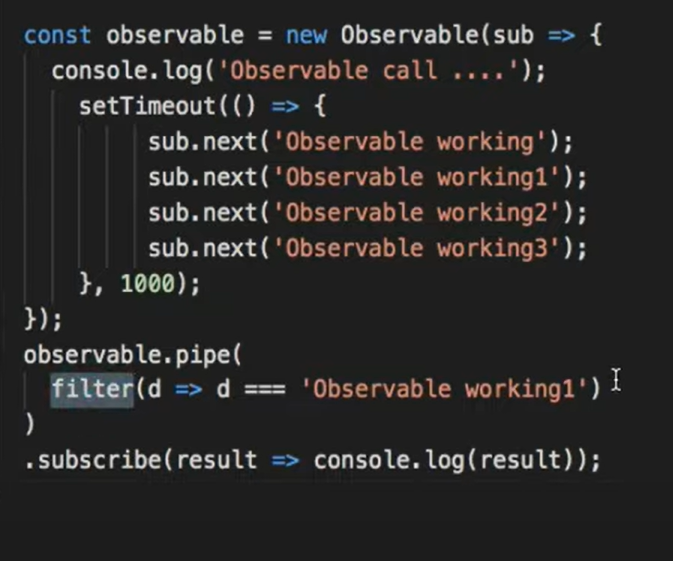 const observable = new Observable(sub => {
console.log('Observable call ....');
setTimeout(() => {
sub.next('Observable working');
sub.next('Observable working1');
sub.next('Observable working2');
sub.next('Observable working3');
}, 1000);
});
observable.pipe(
filter(d => d === 'Observable working1')
)
.subscribe(result => console.log(result));